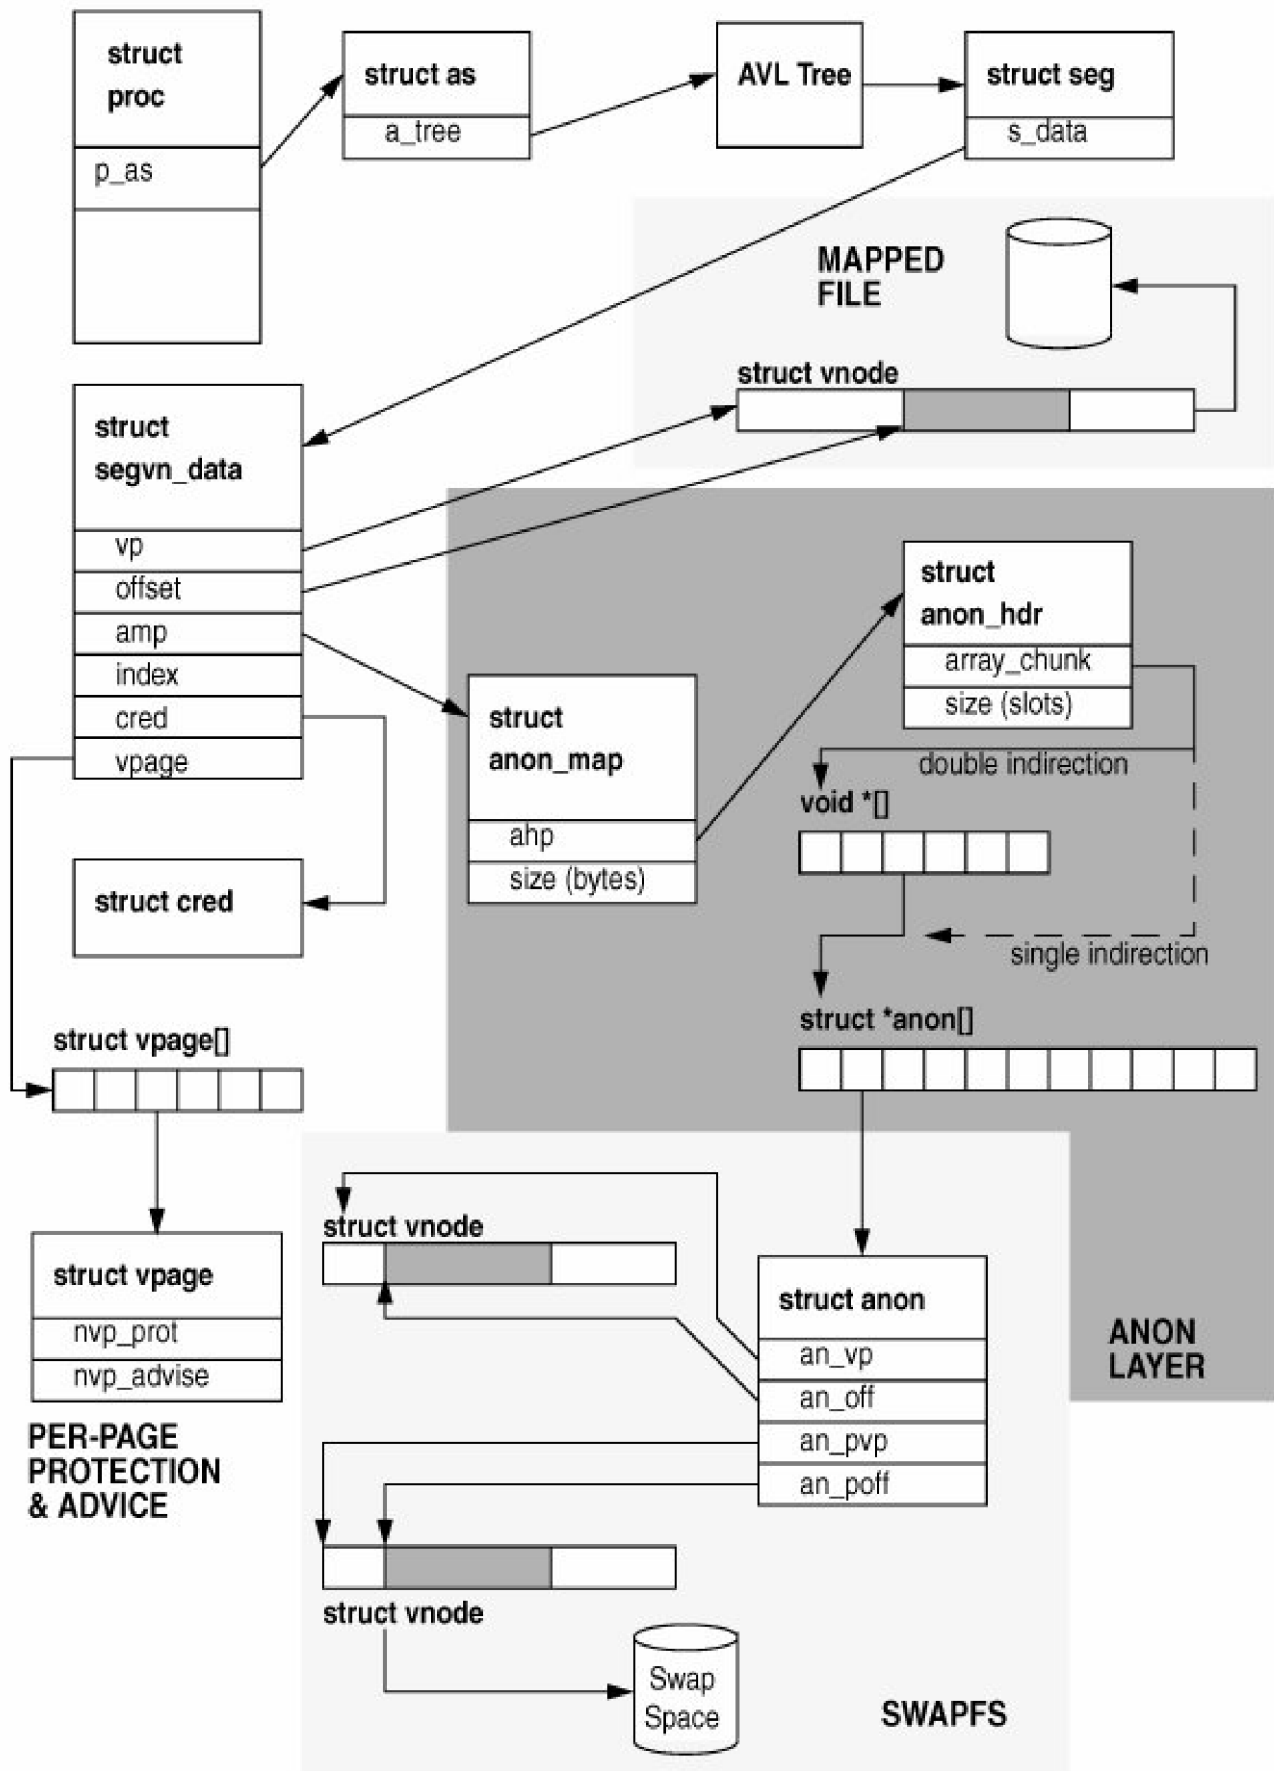 struct
proc
p_as
struct as
a_tree
AVL Tree
struct seg
s_data
MAPPED
FILE
struct vnode
struct
segvn_data
vp
offset
amp
index
cred
vpage
struct
anon_hdr
array_chunk
size (slots)
struct
anon_map
ahp
size (bytes)
double indirection
void *[]
single indirection
struct *anon[]
struct cred
struct vpage[]
struct vpage
nvp_prot
nvp_advise
PER-PAGE
PROTECTION
& ADVICE
struct vnode
struct anon
an_vp
an_off
an_pvp
an_poff
ANON
LAYER
struct vnode
Swap
Space
SWAPFS